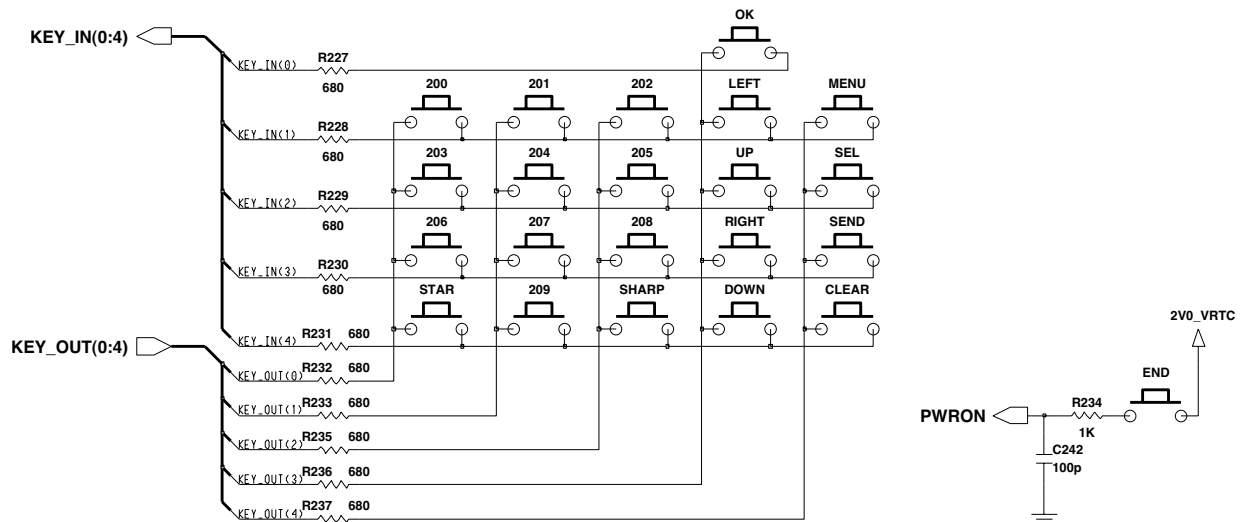 OK
KEY_IN(0:4)
R227
KEY_IN(0)
680
200 201 202 LEFT MENU
R228
KEY_IN(1)
680
203 204 205 UP SEL
R229
KEY_IN(2)
680
206 207 208 RIGHT SEND
R230
KEY_IN(3)
680
STAR 209 SHARP DOWN CLEAR
2V0_VRTC
R231 680
KEY_IN(4)
KEY_OUT(0:4)
R232 680
KEY_OUT(0)
END
R233 680
KEY_OUT(1)
R234
PWRON
1K
R235 680
KEY_OUT(2)
C242
100p
R236 680
KEY_OUT(3)
R237 680
KEY_OUT(4)